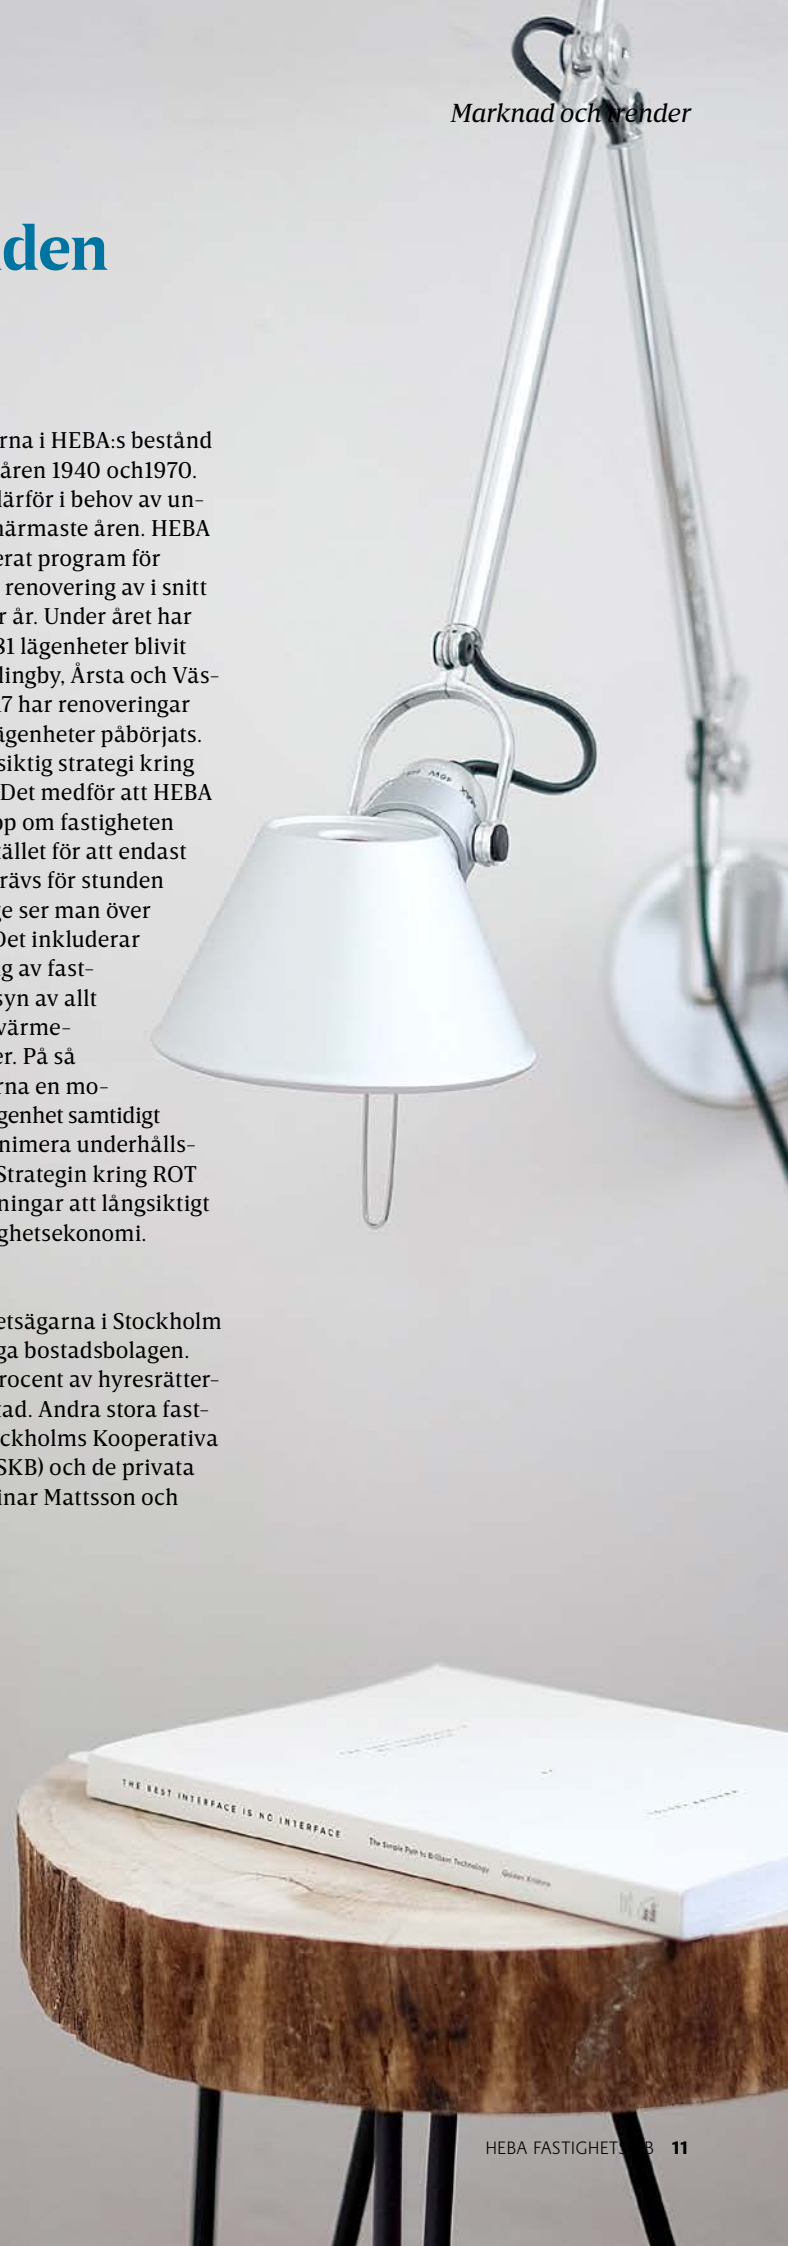 Marknad och trender
den
rna i HEBA:s bestånd
åren 1940 och1970.
därför i behov av un-
närmaste åren. HEBA
erat program för
renovering av i snitt
r år. Under året har
81 lägenheter blivit
lingby, Årsta och Väs-
17 har renoveringar
ägenheter påbörjats.
siktig strategi kring
Det medför att HEBA
pp om fastigheten
tället för att endast
rävs för stunden
ge ser man över
Det inkluderar
g av fast-
syn av allt
värme-
er. På så
rna en mo-
genhet samtidigt
nimera underhålls-
Strategin kring ROT
ningar att långsiktigt
ghetsekonomi.
etsägarna i Stockholm
ga bostadsbolagen.
rocent av hyresrätter-
tad. Andra stora fast-
ockholms Kooperativa
SKB) och de privata
inar Mattsson och
THE BEST INTERFACE IS NO INTERFACE The Simple Path to Brilliant Technology Golden Krishna
HEBA FASTIGHETS AB 11